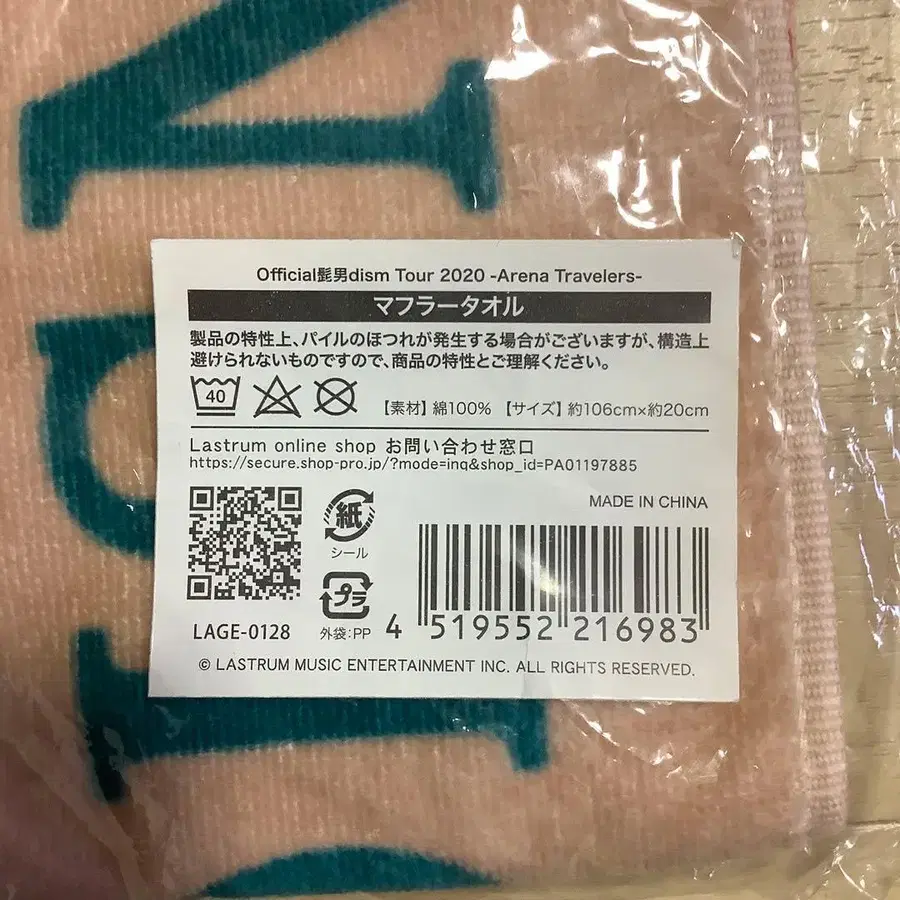 Official髭男dism Tour 2020 -Arena Travelers-
マフラータオル
製品の特性上、パイルのほつれが発生する場合がございますが、構造上
避けられないものですので、商品の特性とご理解ください。
40
【素材】綿100% 【サイズ】約106cm×約20cm
Lastrum online shop お問い合わせ窓口
https://secure.shop-pro.jp/?mode=inq&shop_id=PA01197885
MADE IN CHINA
紙
シール
プラ
外袋:PP
LAGE-0128
4 519552 216983
© LASTRUM MUSIC ENTERTAINMENT INC. ALL RIGHTS RESERVED.